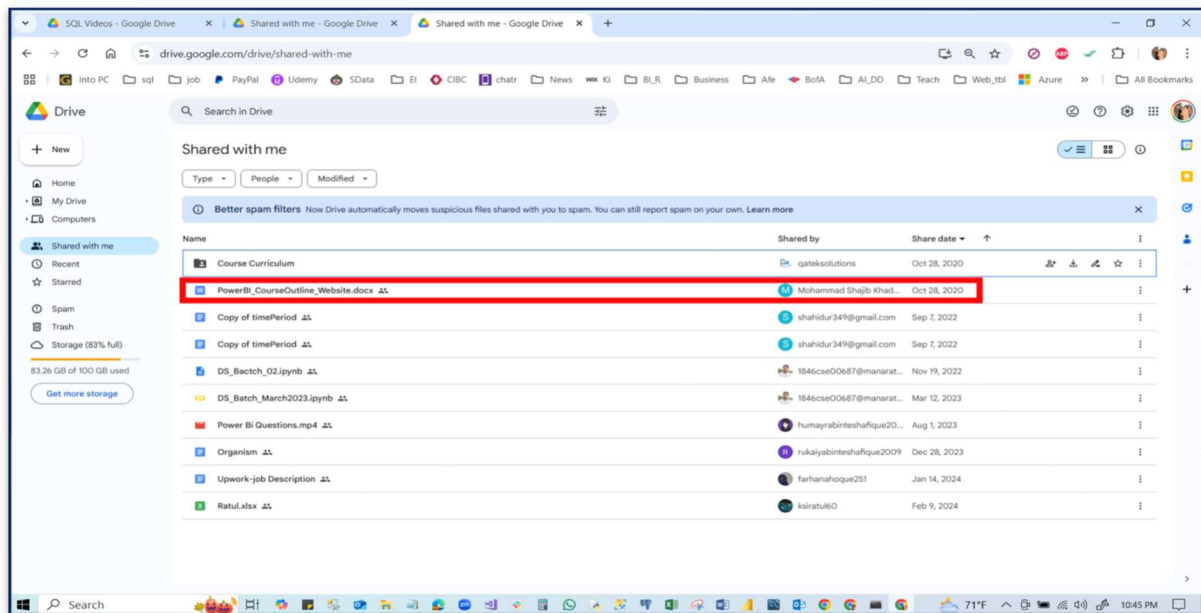 SQL Videos - Google Drive
Shared with me - Google Drive
Shared with me - Google Drive
drive.google.com/drive/shared-with-me
Into PC sql job PayPal Udemy SData EI CIBC chatr News Ki BI_R Business Afe BofA AI_DD Teach Web_tbl Azure All Bookmarks
Drive
Search in Drive
New
Home
My Drive
Computers
Shared with me
Recent
Starred
Spam
Trash
Storage (83% full)
83.26 GB of 100 GB used
Get more storage
Shared with me
Type People Modified
Better spam filters Now Drive automatically moves suspicious files shared with you to spam. You can still report spam on your own. Learn more
Name Shared by Share date
Course Curriculum qateksolutions Oct 28, 2020
PowerBI_CourseOutline_Website.docx Mohammad Shajib Khad... Oct 28, 2020
Copy of timePeriod shahidur349@gmail.com Sep 7, 2022
Copy of timePeriod shahidur349@gmail.com Sep 7, 2022
DS_Bactch_02.ipynb 1846cse00687@manarat... Nov 19, 2022
DS_Batch_March2023.ipynb 1846cse00687@manarat... Mar 12, 2023
Power Bi Questions.mp4 humayrabinteshafique20... Aug 1, 2023
Organism rukaiyabinteshafique2009 Dec 28, 2023
Upwork-job Description farhanahoque251 Jan 14, 2024
Ratul.xlsx ksiratul60 Feb 9, 2024
Search 71°F 10:45 PM